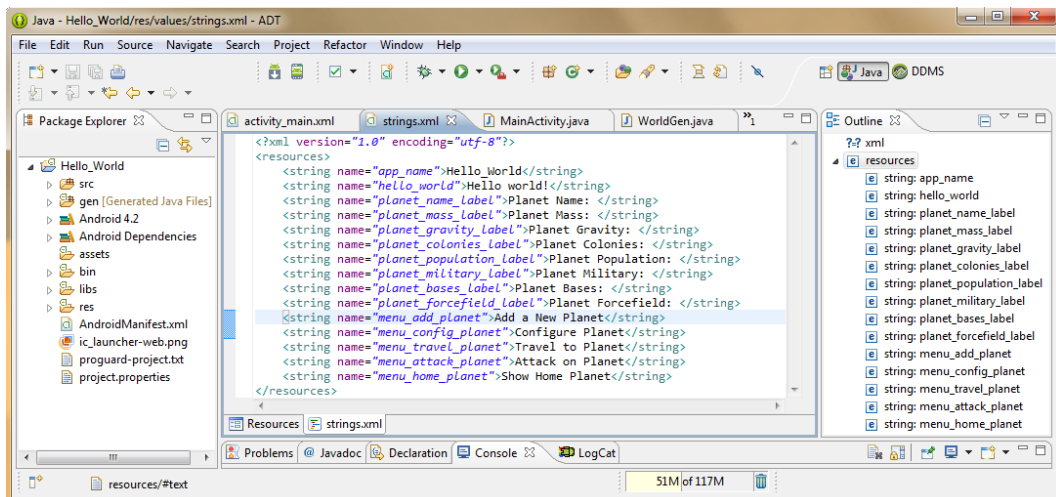 Java - Hello_World/res/values/strings.xml - ADT
File Edit Run Source Navigate Search Project Refactor Window Help
Java DDMS
Package Explorer
Hello_World
src
gen [Generated Java Files]
Android 4.2
Android Dependencies
assets
bin
libs
res
AndroidManifest.xml
ic_launcher-web.png
proguard-project.txt
project.properties
activity_main.xml strings.xml MainActivity.java WorldGen.java »1
<?xml version="1.0" encoding="utf-8"?>
<resources>
<string name="app_name">Hello_World</string>
<string name="hello_world">Hello world!</string>
<string name="planet_name_label">Planet Name: </string>
<string name="planet_mass_label">Planet Mass: </string>
<string name="planet_gravity_label">Planet Gravity: </string>
<string name="planet_colonies_label">Planet Colonies: </string>
<string name="planet_population_label">Planet Population: </string>
<string name="planet_military_label">Planet Military: </string>
<string name="planet_bases_label">Planet Bases: </string>
<string name="planet_forcefield_label">Planet Forcefield: </string>
<string name="menu_add_planet">Add a New Planet</string>
<string name="menu_config_planet">Configure Planet</string>
<string name="menu_travel_planet">Travel to Planet</string>
<string name="menu_attack_planet">Attack on Planet</string>
<string name="menu_home_planet">Show Home Planet</string>
</resources>
Resources strings.xml
Outline
?=? xml
e resources
e string: app_name
e string: hello_world
e string: planet_name_label
e string: planet_mass_label
e string: planet_gravity_label
e string: planet_colonies_label
e string: planet_population_label
e string: planet_military_label
e string: planet_bases_label
e string: planet_forcefield_label
e string: menu_add_planet
e string: menu_config_planet
e string: menu_travel_planet
e string: menu_attack_planet
e string: menu_home_planet
Problems @ Javadoc Declaration Console LogCat
resources/#text
51M of 117M